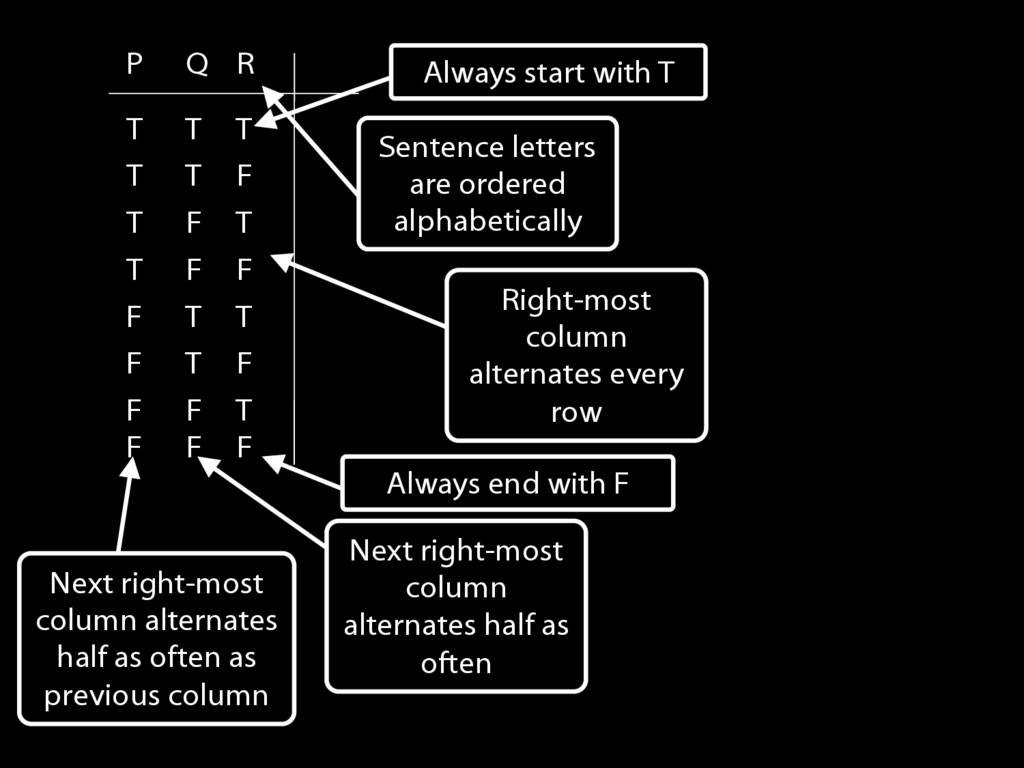 P Q R
T T T
T T F
T F T
T F F
F T T
F T F
F F T
F F F
Always start with T
Sentence letters
are ordered
alphabetically
Right-most
column
alternates every
row
Always end with F
Next right-most
column
alternates half as
often
Next right-most
column alternates
half as often as
previous column